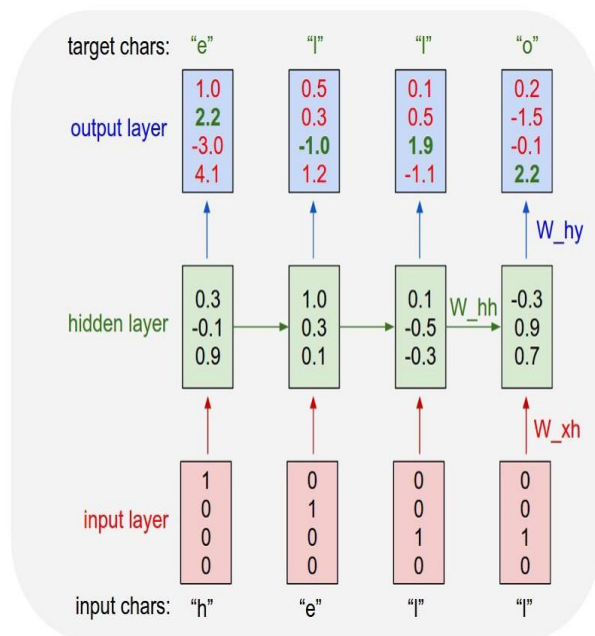 target chars: “e” “l” “l” “o”
output layer
1.0 0.5 0.1 0.2
2.2 0.3 0.5 -1.5
-3.0 -1.0 1.9 -0.1
4.1 1.2 -1.1 2.2
W_hy
hidden layer
0.3 1.0 0.1 -0.3
-0.1 0.3 -0.5 0.9
0.9 0.1 -0.3 0.7
W_hh
W_xh
input layer
1 0 0 0
0 1 0 0
0 0 1 1
0 0 0 0
input chars: “h” “e” “l” “l”